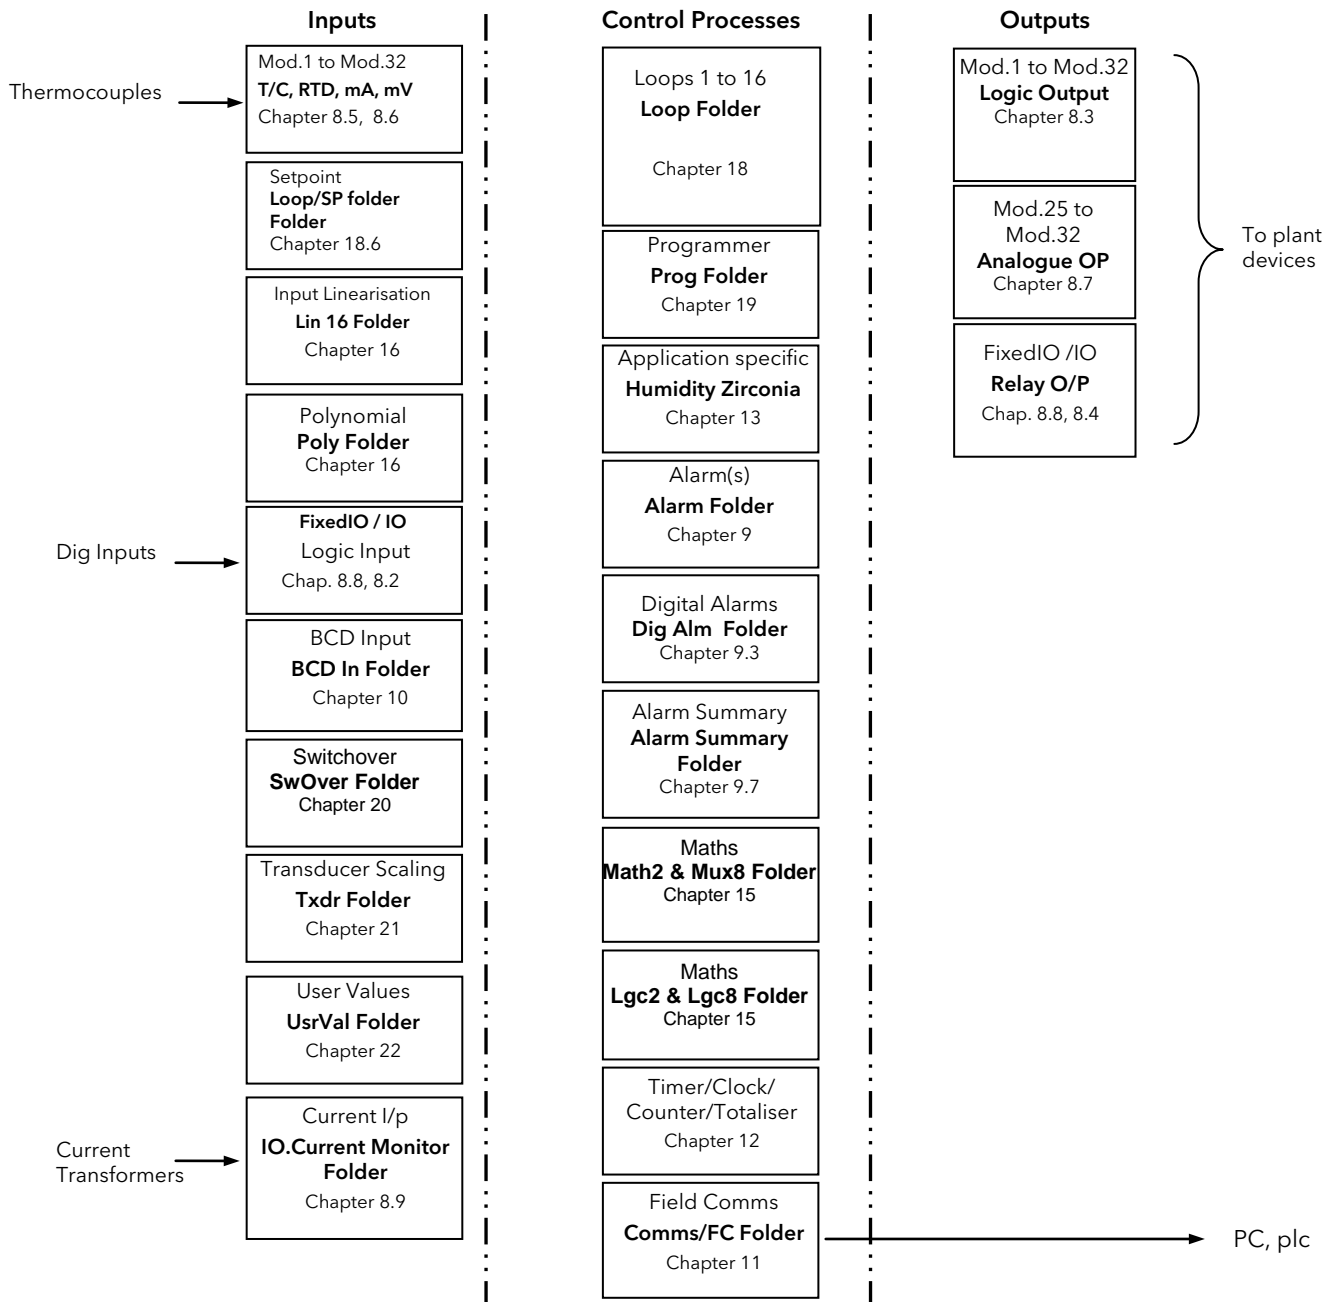 Inputs
Control Processes
Outputs
Thermocouples
Mod.1 to Mod.32
T/C, RTD, mA, mV
Chapter 8.5, 8.6
Setpoint
Loop/SP folder
Folder
Chapter 18.6
Input Linearisation
Lin 16 Folder
Chapter 16
Polynomial
Poly Folder
Chapter 16
Dig Inputs
FixedIO / IO
Logic Input
Chap. 8.8, 8.2
BCD Input
BCD In Folder
Chapter 10
Switchover
SwOver Folder
Chapter 20
Transducer Scaling
Txdr Folder
Chapter 21
User Values
UsrVal Folder
Chapter 22
Current
Transformers
Current I/p
IO.Current Monitor
Folder
Chapter 8.9
Loops 1 to 16
Loop Folder
Chapter 18
Programmer
Prog Folder
Chapter 19
Application specific
Humidity Zirconia
Chapter 13
Alarm(s)
Alarm Folder
Chapter 9
Digital Alarms
Dig Alm Folder
Chapter 9.3
Alarm Summary
Alarm Summary
Folder
Chapter 9.7
Maths
Math2 & Mux8 Folder
Chapter 15
Maths
Lgc2 & Lgc8 Folder
Chapter 15
Timer/Clock/
Counter/Totaliser
Chapter 12
Field Comms
Comms/FC Folder
Chapter 11
Mod.1 to Mod.32
Logic Output
Chapter 8.3
Mod.25 to
Mod.32
Analogue OP
Chapter 8.7
FixedIO /IO
Relay O/P
Chap. 8.8, 8.4
To plant
devices
PC, plc